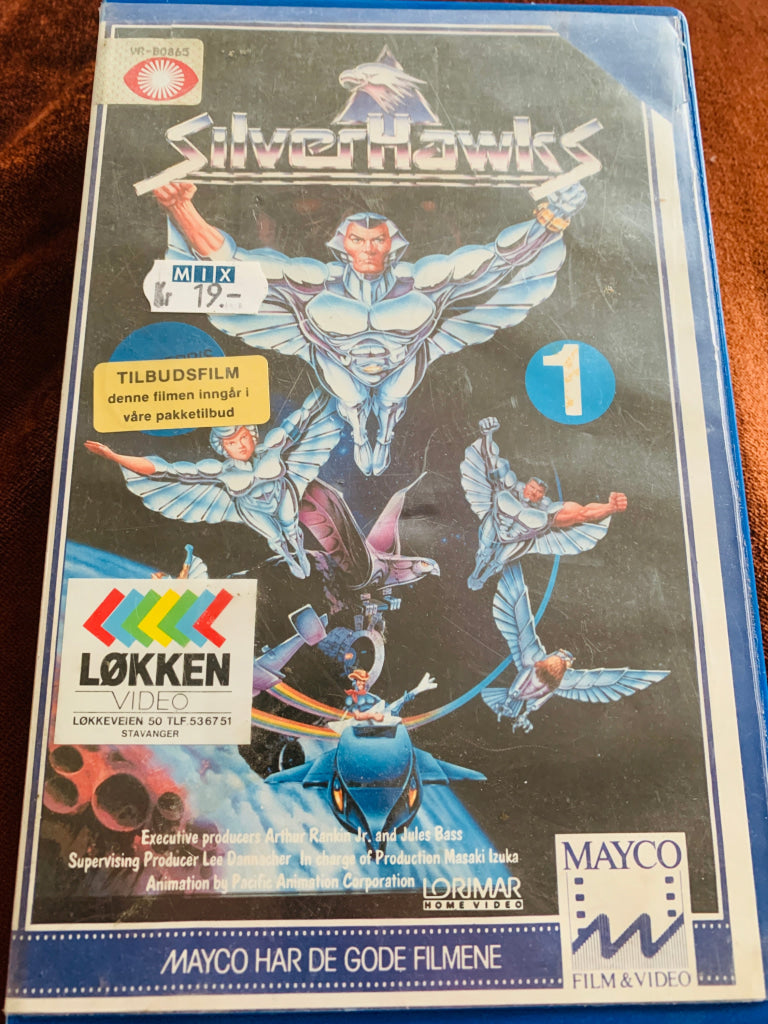 VR-B0865
SilverHawks
MIX
Kr 19.-
TILBUDSFILM
denne filmen inngår i
våre pakketilbud
1
LØKKEN
VIDEO
LØKKEVEIEN 50 TLF.536751
STAVANGER
Executive producers Arthur Rankin Jr. and Jules Bass
Supervising Producer Lee Dannacher In charge of Production Masaki Izuka
Animation by Pacific Animation Corporation
LORIMAR
HOME VIDEO
MAYCO
FILM & VIDEO
MAYCO HAR DE GODE FILMENE